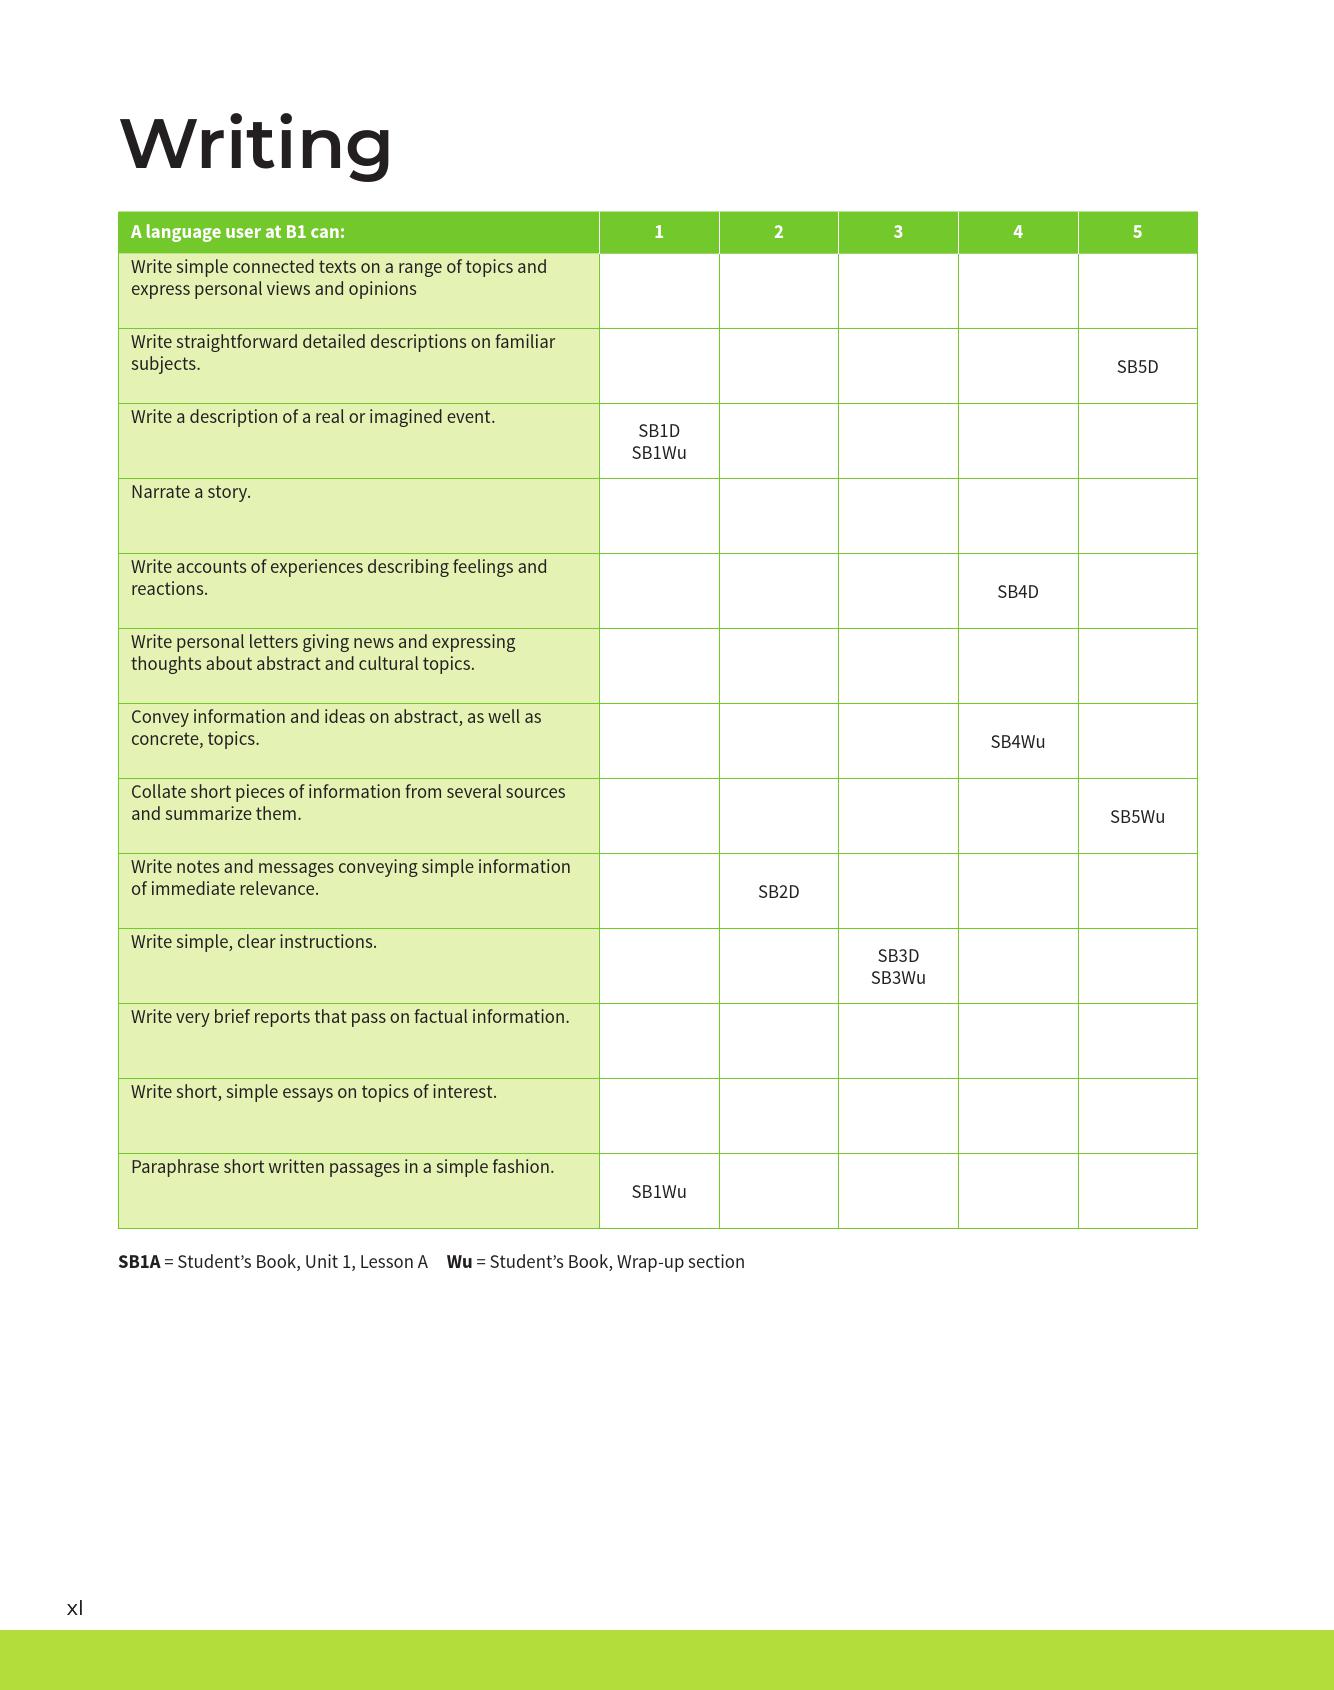 Writing
A language user at B1 can: 1 2 3 4 5
Write simple connected texts on a range of topics and
express personal views and opinions
Write straightforward detailed descriptions on familiar
subjects.
SB5D
Write a description of a real or imagined event.
SB1D
SB1Wu
Narrate a story.
Write accounts of experiences describing feelings and
reactions.
SB4D
Write personal letters giving news and expressing
thoughts about abstract and cultural topics.
Convey information and ideas on abstract, as well as
concrete, topics.
SB4Wu
Collate short pieces of information from several sources
and summarize them.
SB5Wu
Write notes and messages conveying simple information
of immediate relevance.
SB2D
Write simple, clear instructions.
SB3D
SB3Wu
Write very brief reports that pass on factual information.
Write short, simple essays on topics of interest.
Paraphrase short written passages in a simple fashion.
SB1Wu
SB1A = Student’s Book, Unit 1, Lesson A Wu = Student’s Book, Wrap-up section
xl